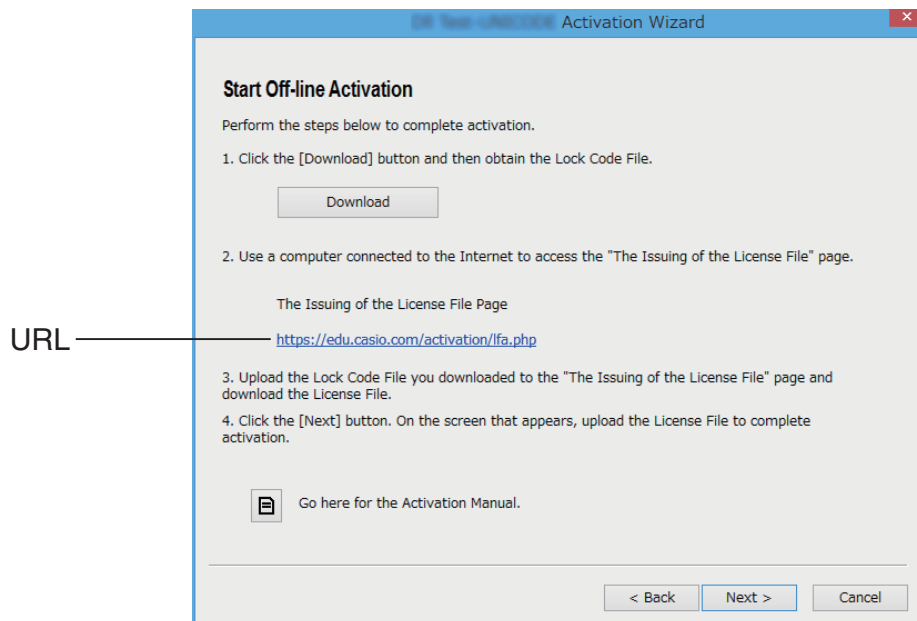 Activation Wizard
Start Off-line Activation
Perform the steps below to complete activation.
1. Click the [Download] button and then obtain the Lock Code File.
Download
2. Use a computer connected to the Internet to access the "The Issuing of the License File" page.
The Issuing of the License File Page
URL
https://edu.casio.com/activation/lfa.php
3. Upload the Lock Code File you downloaded to the "The Issuing of the License File" page and
download the License File.
4. Click the [Next] button. On the screen that appears, upload the License File to complete
activation.
Go here for the Activation Manual.
< Back Next > Cancel